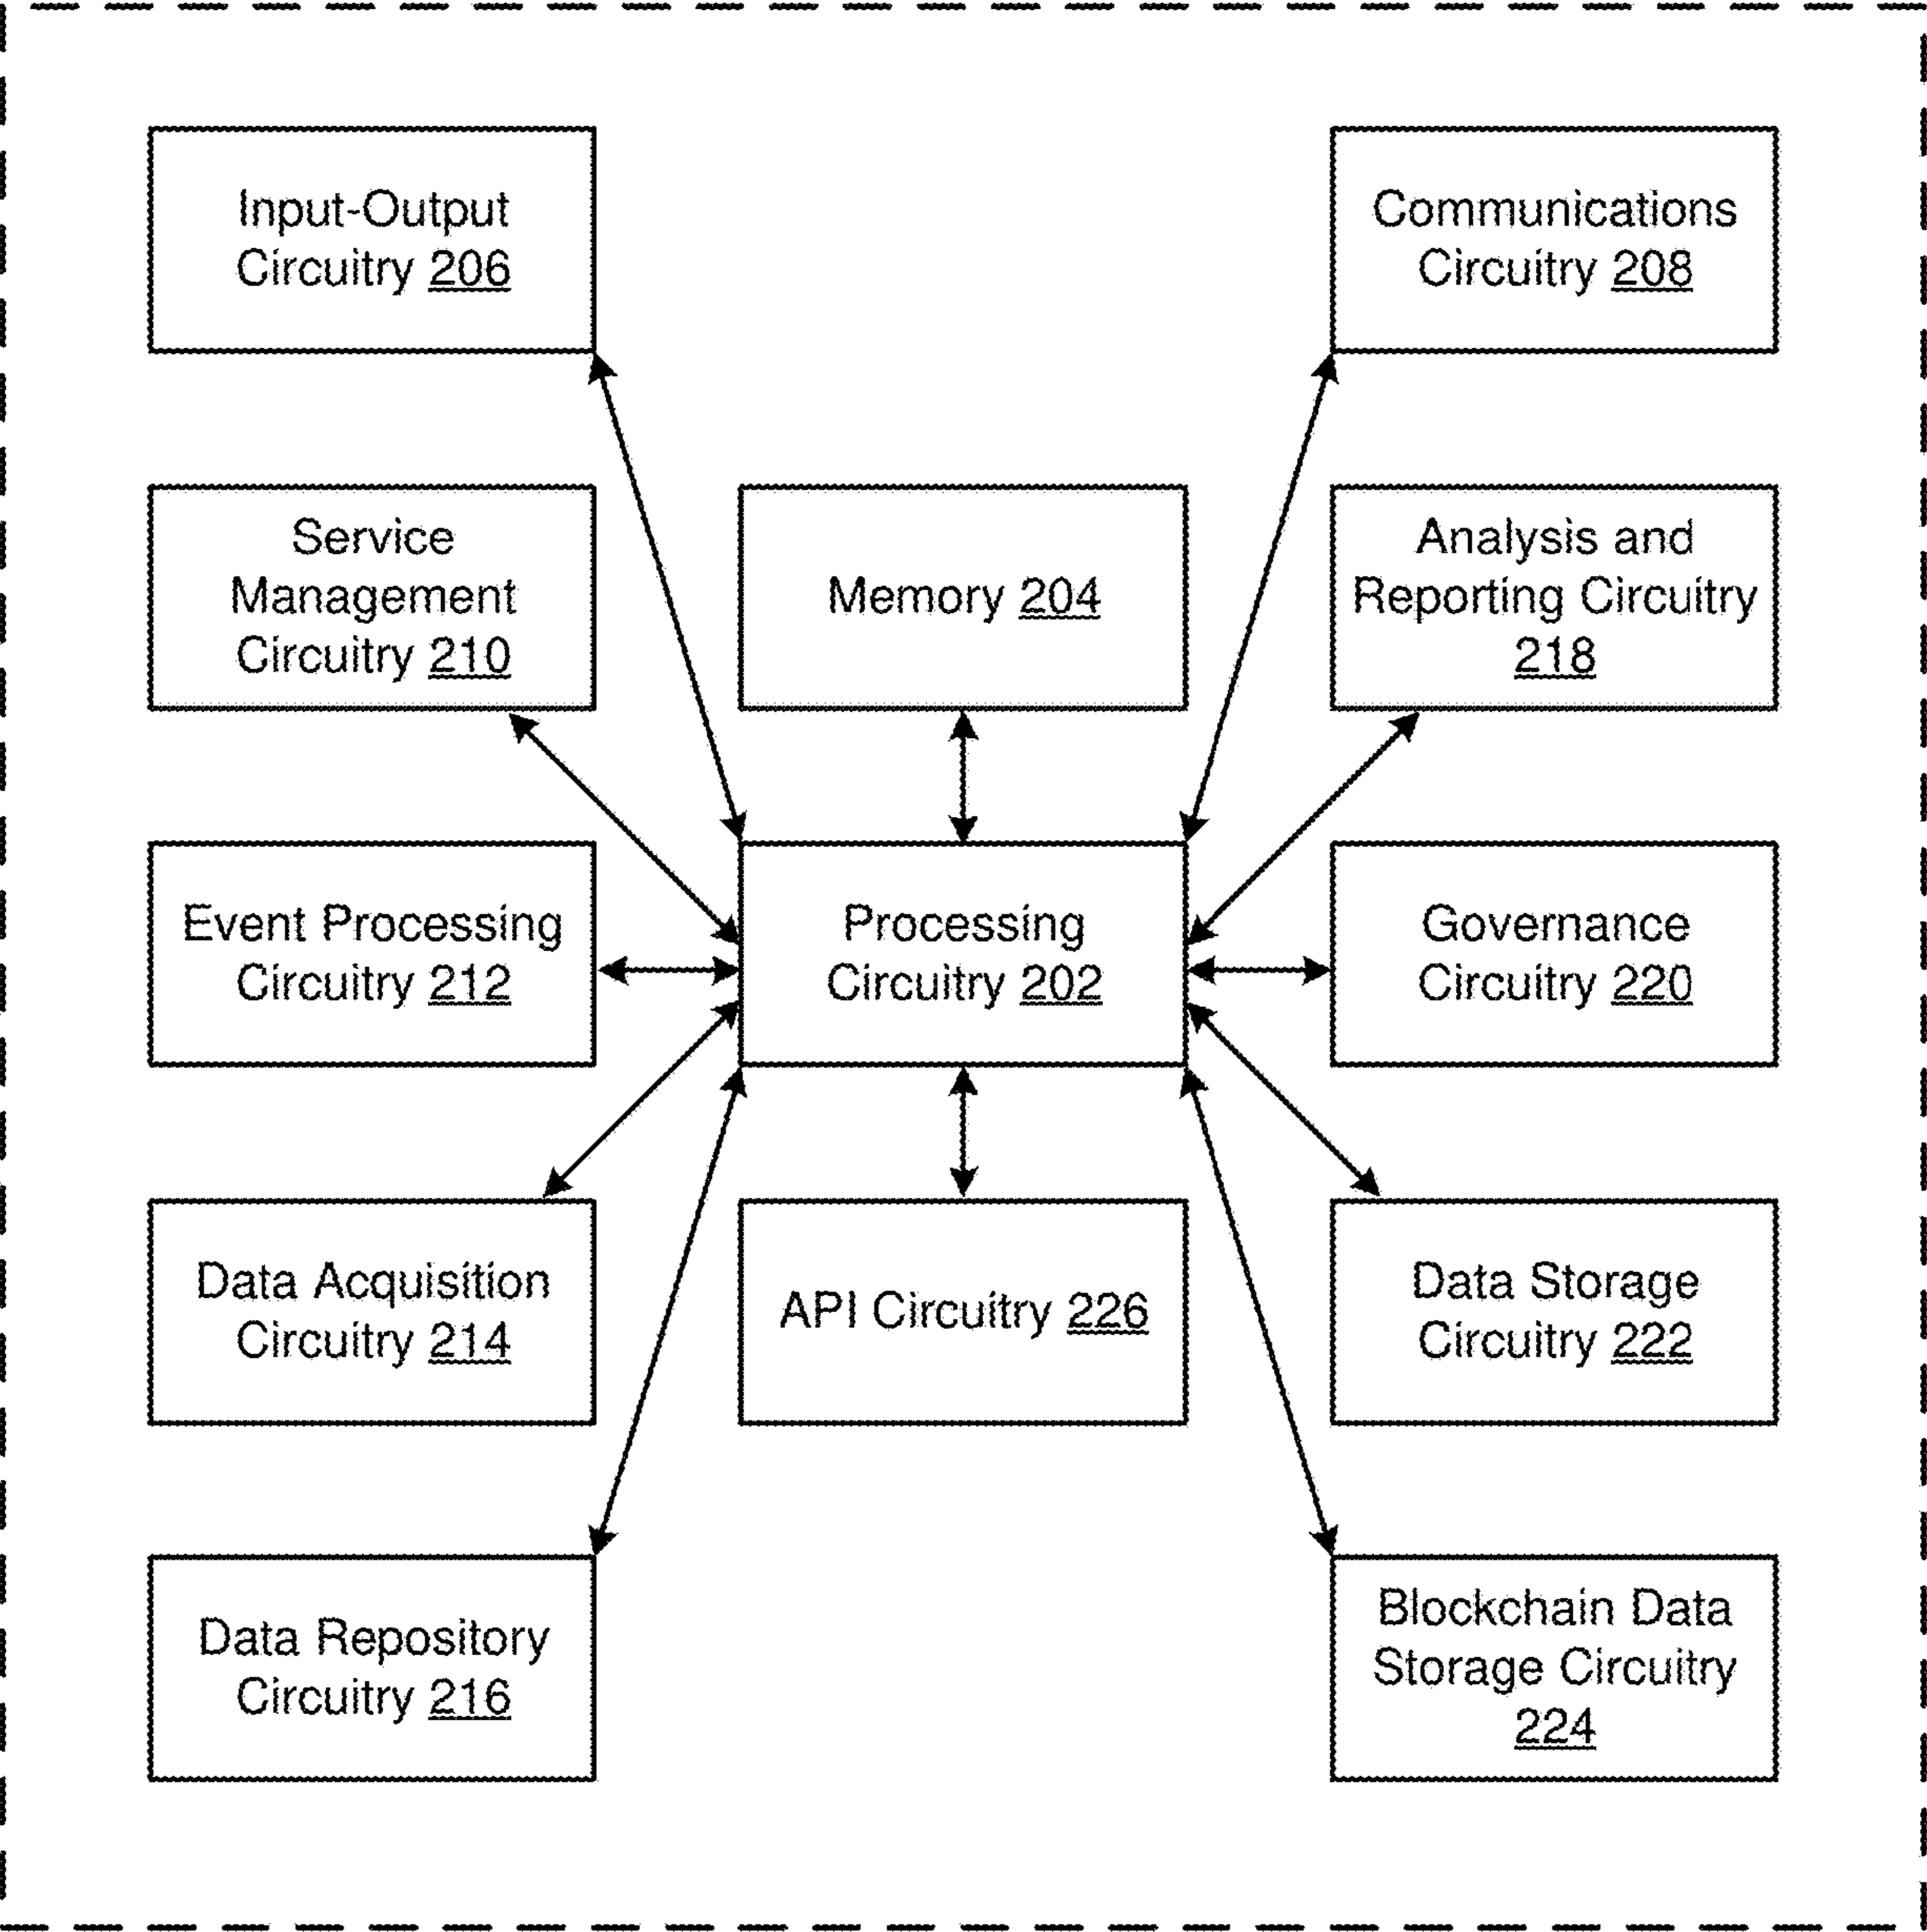 Input-Output
Circuitry 206
Communications
Circuitry 208
Service
Management
Circuitry 210
Memory 204
Analysis and
Reporting Circuitry
218
Event Processing
Circuitry 212
Processing
Circuitry 202
Governance
Circuitry 220
Data Acquisition
Circuitry 214
API Circuitry 226
Data Storage
Circuitry 222
Data Repository
Circuitry 216
Blockchain Data
Storage Circuitry
224